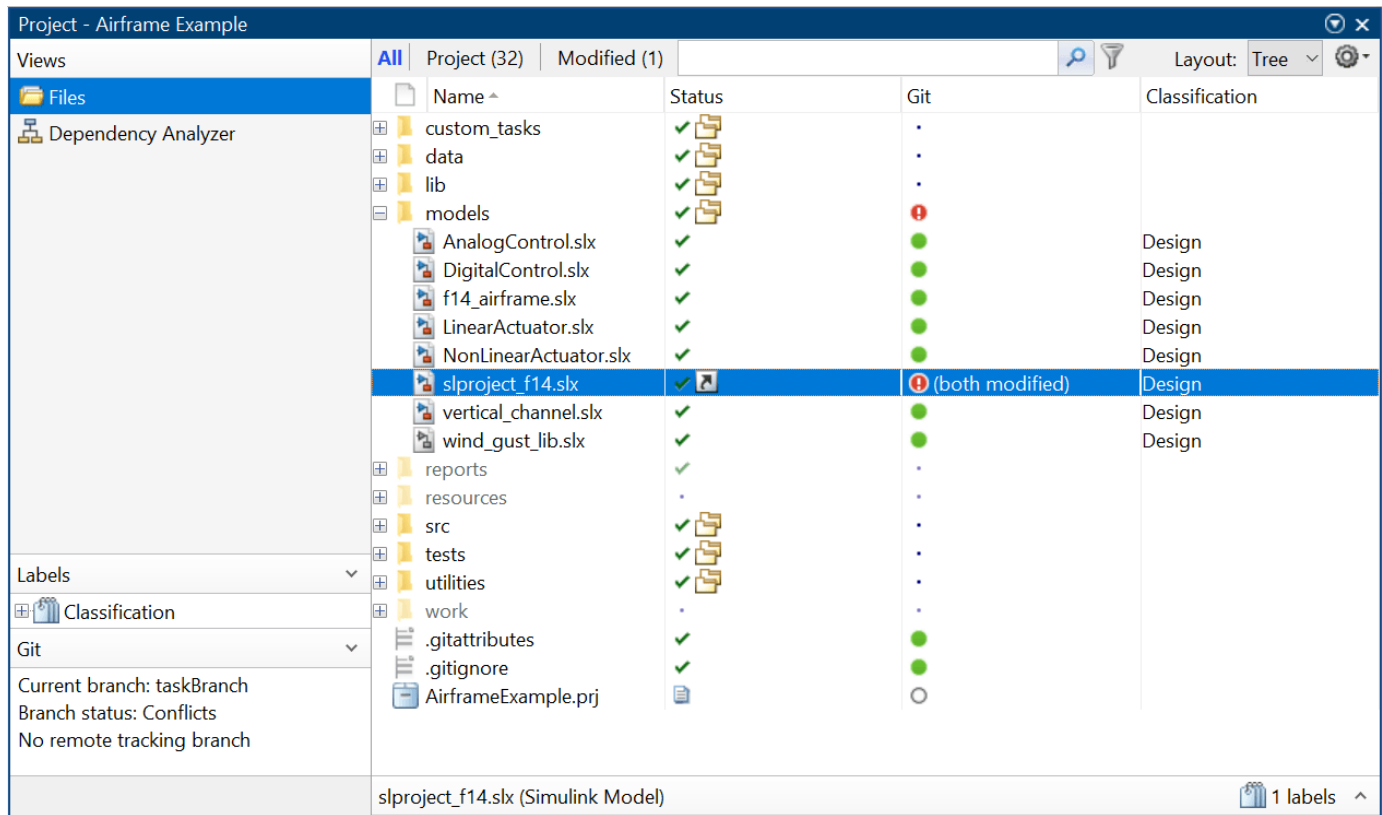 Project - Airframe Example
Views
Files
Dependency Analyzer
Labels
Classification
Git
Current branch: taskBranch
Branch status: Conflicts
No remote tracking branch
All Project (32) Modified (1) Layout: Tree
Name Status Git Classification
custom_tasks
data
lib
models
AnalogControl.slx Design
DigitalControl.slx Design
f14_airframe.slx Design
LinearActuator.slx Design
NonLinearActuator.slx Design
slproject_f14.slx (both modified) Design
vertical_channel.slx Design
wind_gust_lib.slx Design
reports
resources
src
tests
utilities
work
.gitattributes
.gitignore
AirframeExample.prj
slproject_f14.slx (Simulink Model) 1 labels